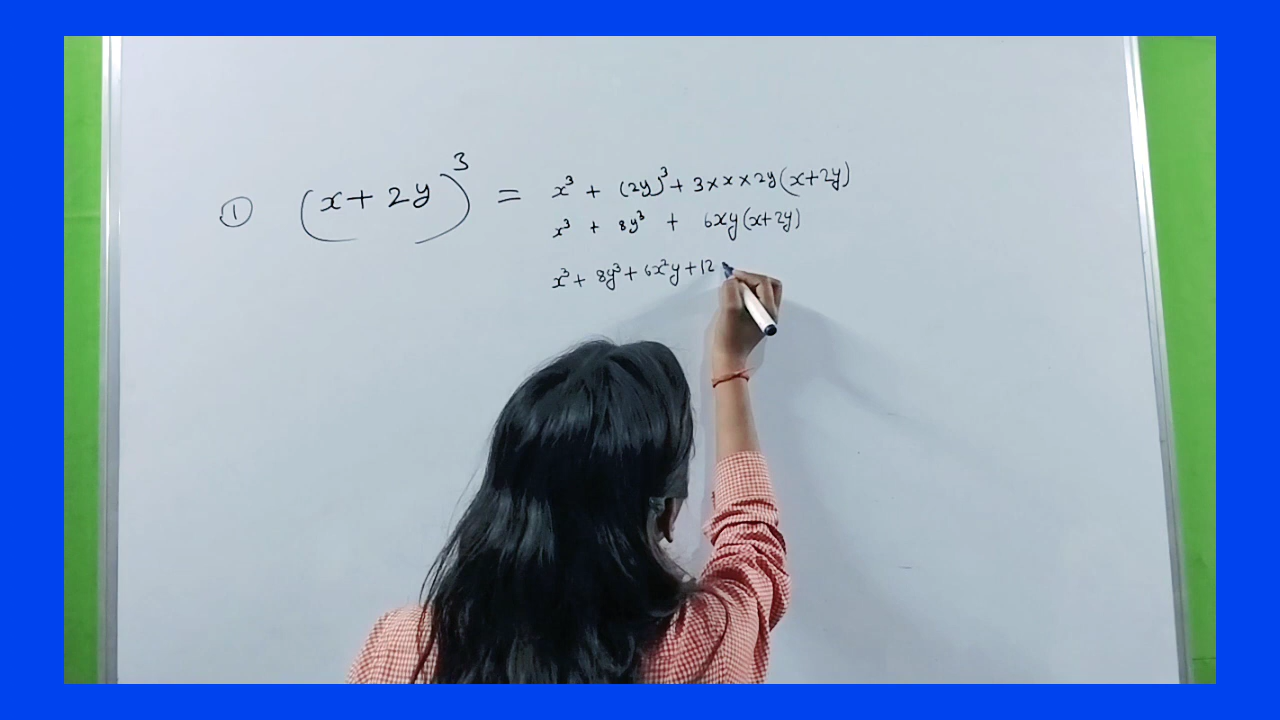 ① (x + 2y)³ = x³ + (2y)³ + 3 × x × 2y(x+2y)
x³ + 8y³ + 6xy(x+2y)
x³ + 8y³ + 6x²y + 12